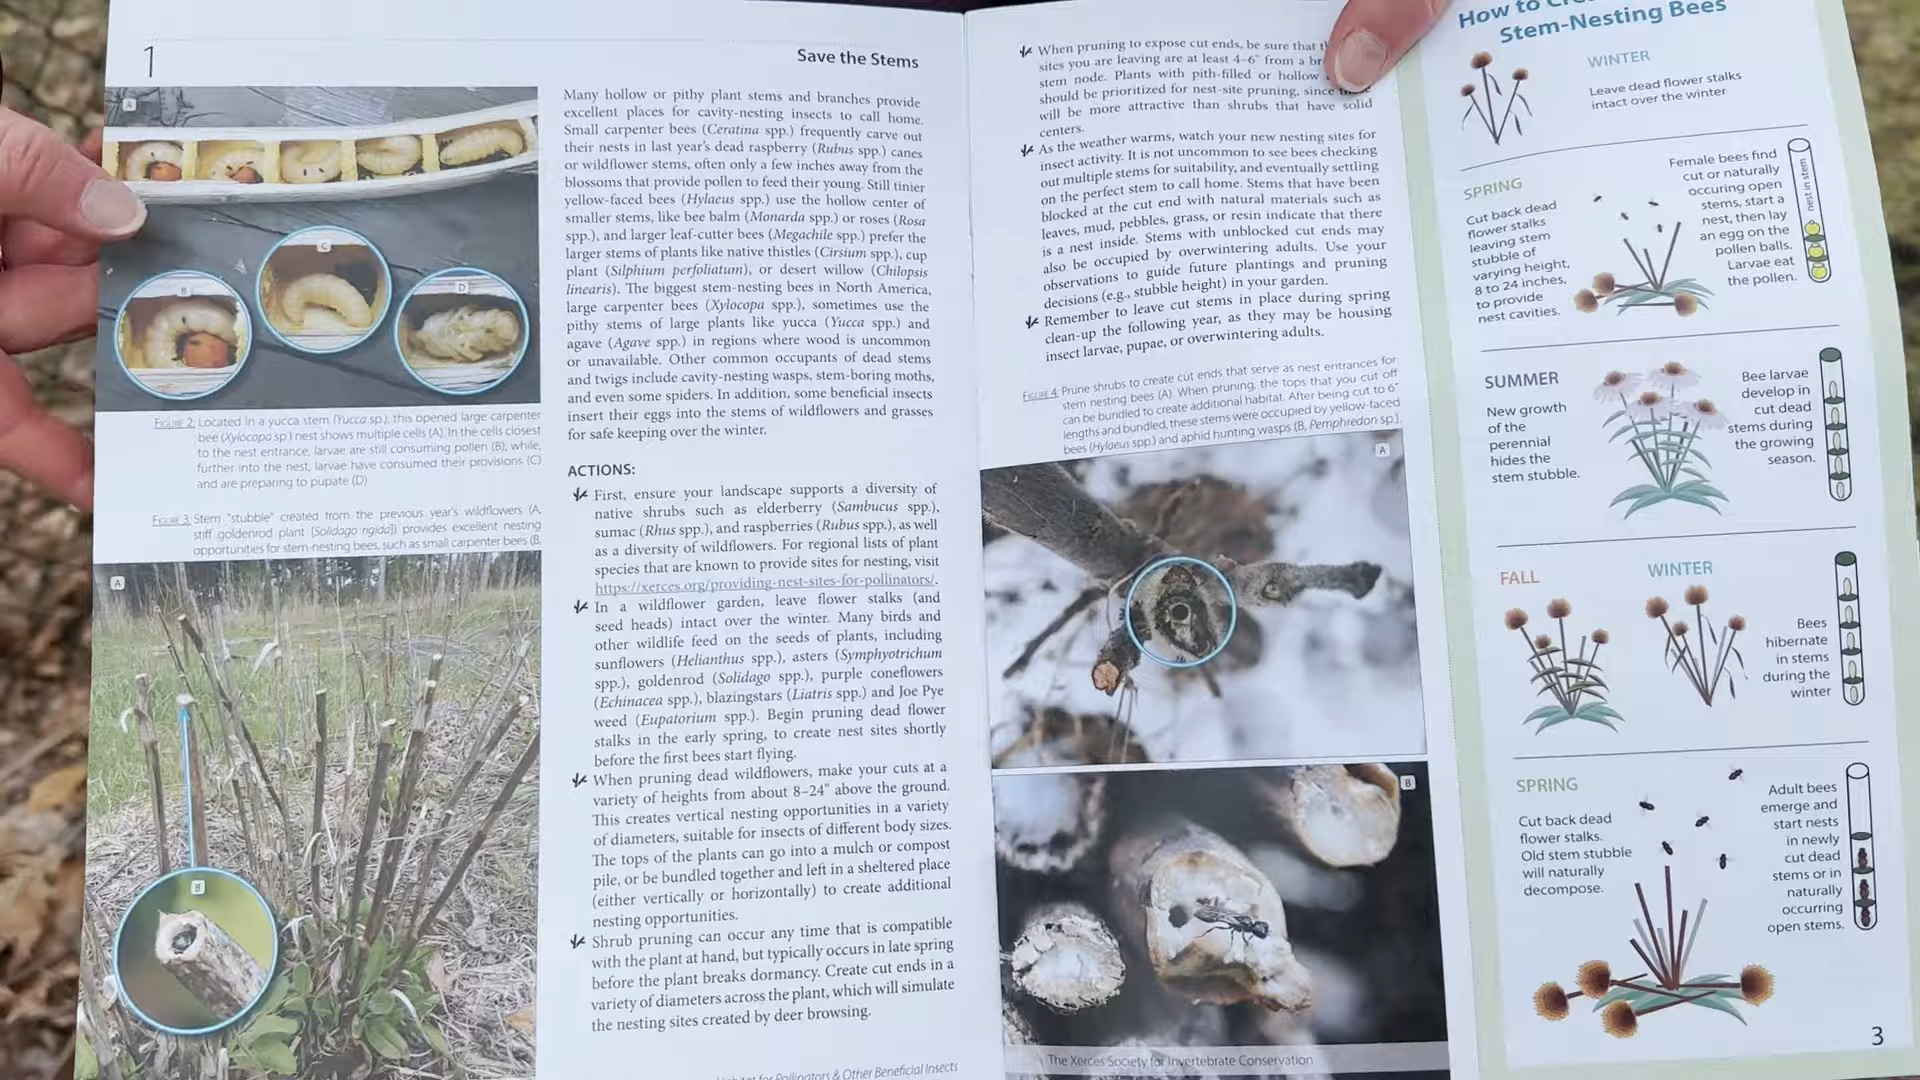 1
Save the Stems
A
B
C
D
FIGURE 2: Located in a yucca stem (Yucca sp.), this opened large carpenter
bee (Xylocopa sp.) nest shows multiple cells (A). In the cells closest
to the nest entrance, larvae are still consuming pollen (B); while,
further into the nest, larvae have consumed their provisions (C)
and are preparing to pupate (D)
FIGURE 3: Stem "stubble" created from the previous year's wildflowers (A,
stiff goldenrod plant [Solidago rigida]) provides excellent nesting
opportunities for stem-nesting bees, such as small carpenter bees (B,
A
B
Many hollow or pithy plant stems and branches provide
excellent places for cavity-nesting insects to call home.
Small carpenter bees (Ceratina spp.) frequently carve out
their nests in last year's dead raspberry (Rubus spp.) canes
or wildflower stems, often only a few inches away from the
blossoms that provide pollen to feed their young. Still tinier
yellow-faced bees (Hylaeus spp.) use the hollow center of
smaller stems, like bee balm (Monarda spp.) or roses (Rosa
spp.), and larger leaf-cutter bees (Megachile spp.) prefer the
larger stems of plants like native thistles (Cirsium spp.), cup
plant (Silphium perfoliatum), or desert willow (Chilopsis
linearis). The biggest stem-nesting bees in North America,
large carpenter bees (Xylocopa spp.), sometimes use the
pithy stems of large plants like yucca (Yucca spp.) and
agave (Agave spp.) in regions where wood is uncommon
or unavailable. Other common occupants of dead stems
and twigs include cavity-nesting wasps, stem-boring moths,
and even some spiders. In addition, some beneficial insects
insert their eggs into the stems of wildflowers and grasses
for safe keeping over the winter.
ACTIONS:
First, ensure your landscape supports a diversity of
native shrubs such as elderberry (Sambucus spp.),
sumac (Rhus spp.), and raspberries (Rubus spp.), as well
as a diversity of wildflowers. For regional lists of plant
species that are known to provide sites for nesting, visit
https://xerces.org/providing-nest-sites-for-pollinators/.
In a wildflower garden, leave flower stalks (and
seed heads) intact over the winter. Many birds and
other wildlife feed on the seeds of plants, including
sunflowers (Helianthus spp.), asters (Symphyotrichum
spp.), goldenrod (Solidago spp.), purple coneflowers
(Echinacea spp.), blazingstars (Liatris spp.) and Joe Pye
weed (Eupatorium spp.). Begin pruning dead flower
stalks in the early spring, to create nest sites shortly
before the first bees start flying.
When pruning dead wildflowers, make your cuts at a
variety of heights from about 8–24" above the ground.
This creates vertical nesting opportunities in a variety
of diameters, suitable for insects of different body sizes.
The tops of the plants can go into a mulch or compost
pile, or be bundled together and left in a sheltered place
(either vertically or horizontally) to create additional
nesting opportunities.
Shrub pruning can occur any time that is compatible
with the plant at hand, but typically occurs in late spring
before the plant breaks dormancy. Create cut ends in a
variety of diameters across the plant, which will simulate
the nesting sites created by deer browsing.
for Pollinators & Other Beneficial Insects
When pruning to expose cut ends, be sure that
sites you are leaving are at least 4–6" from a
stem node. Plants with pith-filled or hollow
should be prioritized for nest-site pruning, since
will be more attractive than shrubs that have solid
centers.
As the weather warms, watch your new nesting sites for
insect activity. It is not uncommon to see bees checking
out multiple stems for suitability, and eventually settling
on the perfect stem to call home. Stems that have been
blocked at the cut end with natural materials such as
leaves, mud, pebbles, grass, or resin indicate that there
is a nest inside. Stems with unblocked cut ends may
also be occupied by overwintering adults. Use your
observations to guide future plantings and pruning
decisions (e.g., stubble height) in your garden.
Remember to leave cut stems in place during spring
clean-up the following year, as they may be housing
insect larvae, pupae, or overwintering adults.
FIGURE 4: Prune shrubs to create cut ends that serve as nest entrances for
stem nesting bees (A). When pruning, the tops that you cut off
can be bundled to create additional habitat. After being cut to 6"
lengths and bundled, these stems were occupied by yellow-faced
bees (Hylaeus spp.) and aphid hunting wasps (B, Pemphredon sp.).
A
B
The Xerces Society for Invertebrate Conservation
How to
Stem-Nesting Bees
WINTER
Leave dead flower stalks
intact over the winter
SPRING
Cut back dead
flower stalks
leaving stem
stubble of
varying height,
8 to 24 inches,
to provide
nest cavities.
Female bees find
cut or naturally
occuring open
stems, start a
nest, then lay
an egg on the
pollen balls.
Larvae eat
the pollen.
nest in stem
SUMMER
New growth
of the
perennial
hides the
stem stubble.
Bee larvae
develop in
cut dead
stems during
the growing
season.
FALL
WINTER
Bees
hibernate
in stems
during the
winter
SPRING
Cut back dead
flower stalks.
Old stem stubble
will naturally
decompose.
Adult bees
emerge and
start nests
in newly
cut dead
stems or in
naturally
occurring
open stems.
3